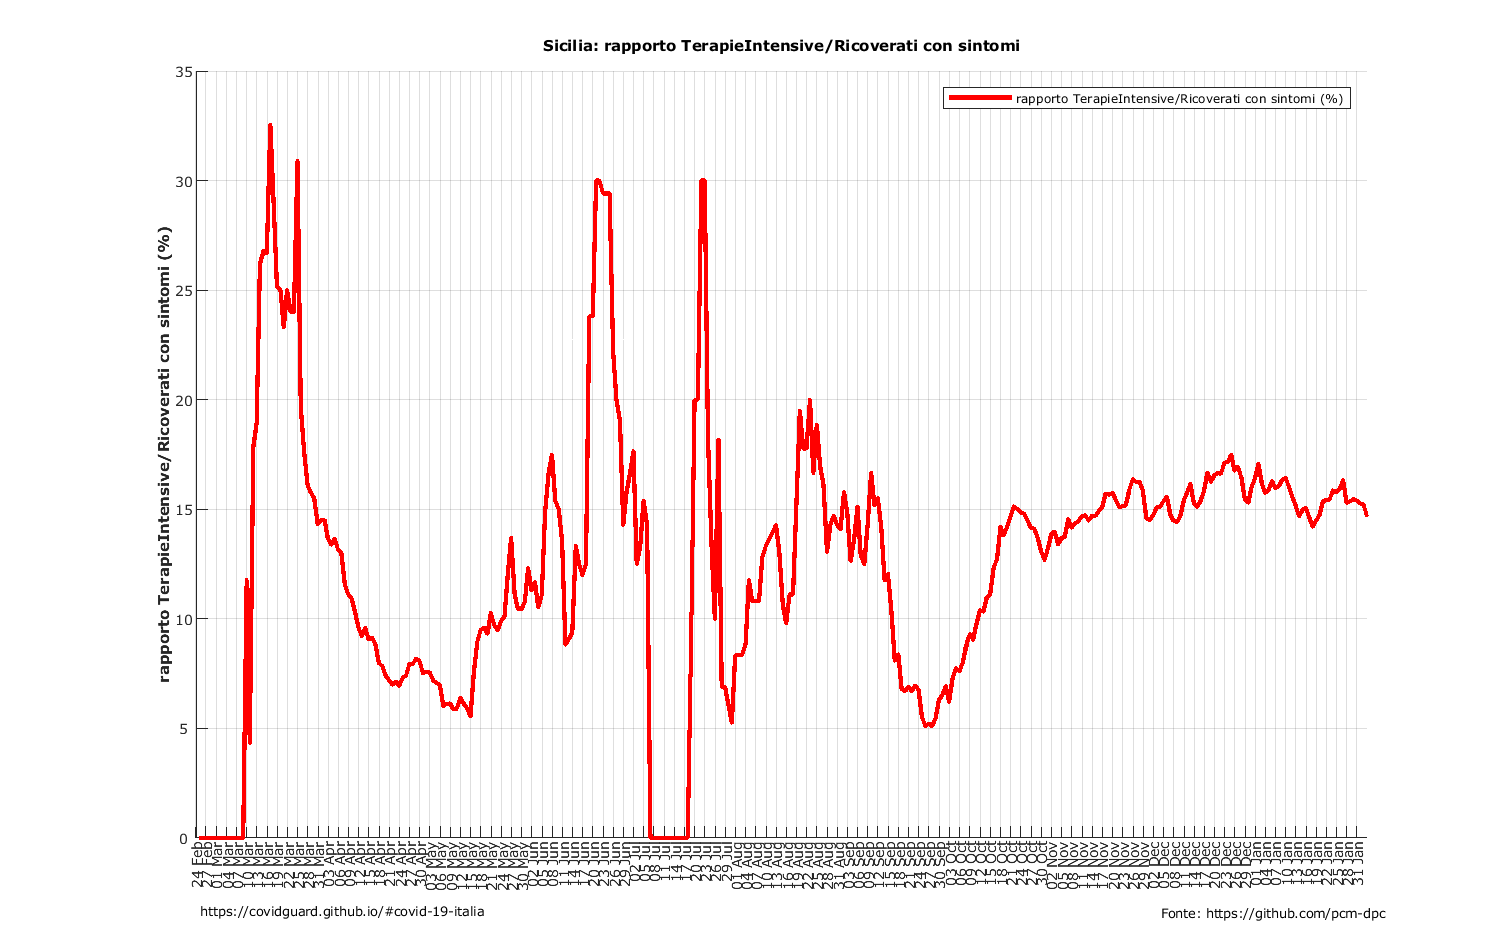 Sicilia: rapporto TerapieIntensive/Ricoverati con sintomi
rapporto TerapieIntensive/Ricoverati con sintomi (%)
rapporto TerapieIntensive/Ricoverati con sintomi (%)
35
30
25
20
15
10
5
0
24 Feb
27 Feb
01 Mar
04 Mar
07 Mar
10 Mar
13 Mar
16 Mar
19 Mar
22 Mar
25 Mar
28 Mar
31 Mar
03 Apr
06 Apr
09 Apr
12 Apr
15 Apr
18 Apr
21 Apr
24 Apr
27 Apr
30 Apr
03 May
06 May
09 May
12 May
15 May
18 May
21 May
24 May
27 May
30 May
02 Jun
05 Jun
08 Jun
11 Jun
14 Jun
17 Jun
20 Jun
23 Jun
26 Jun
29 Jun
02 Jul
05 Jul
08 Jul
11 Jul
14 Jul
17 Jul
20 Jul
23 Jul
26 Jul
29 Jul
01 Aug
04 Aug
07 Aug
10 Aug
13 Aug
16 Aug
19 Aug
22 Aug
25 Aug
28 Aug
31 Aug
03 Sep
06 Sep
09 Sep
12 Sep
15 Sep
18 Sep
21 Sep
24 Sep
27 Sep
30 Sep
03 Oct
06 Oct
09 Oct
12 Oct
15 Oct
18 Oct
21 Oct
24 Oct
27 Oct
30 Oct
02 Nov
05 Nov
08 Nov
11 Nov
14 Nov
17 Nov
20 Nov
23 Nov
26 Nov
29 Nov
02 Dec
05 Dec
08 Dec
11 Dec
14 Dec
17 Dec
20 Dec
23 Dec
26 Dec
29 Dec
01 Jan
04 Jan
07 Jan
10 Jan
13 Jan
16 Jan
19 Jan
22 Jan
25 Jan
28 Jan
31 Jan
https://covidguard.github.io/#covid-19-italia
Fonte: https://github.com/pcm-dpc